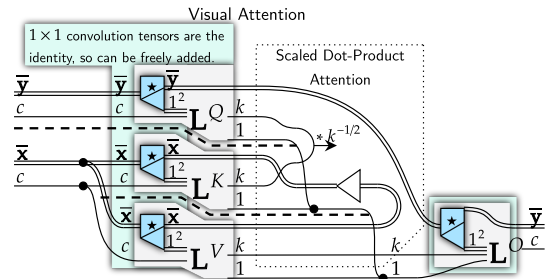 Visual Attention
1 × 1 convolution tensors are the
identity, so can be freely added.
Scaled Dot-Product
Attention
y̅ y̅ ★ y̅
c c 1² L Q k
1
* k^{-1/2}
x̅ x̅ ★ x̅
c c 1² L K k
1
x̅ ★ x̅ ★ y̅
c 1² L V k k 1² L O c
1 1